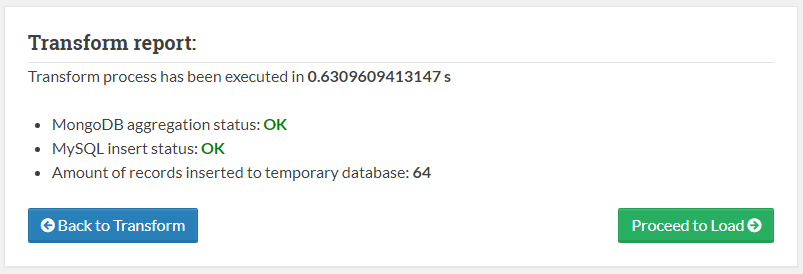 Transform report:
Transform process has been executed in 0.6309609413147 s
MongoDB aggregation status: OK
MySQL insert status: OK
Amount of records inserted to temporary database: 64
Back to Transform
Proceed to Load